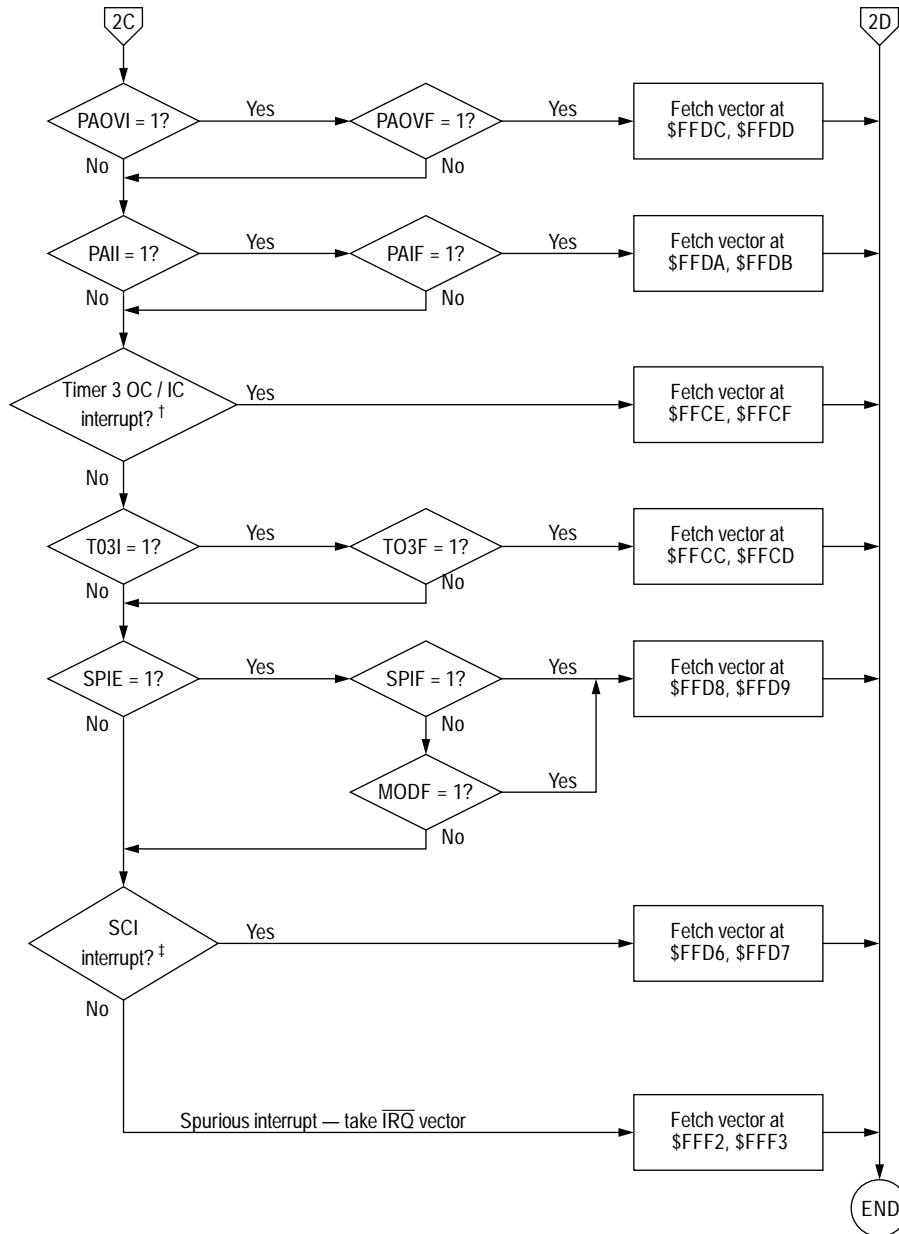 2C
2D
PAOVI = 1?
Yes
PAOVF = 1?
Yes
Fetch vector at
$FFDC, $FFDD
No
No
PAII = 1?
Yes
PAIF = 1?
Yes
Fetch vector at
$FFDA, $FFDB
No
No
Timer 3 OC / IC
interrupt? †
Yes
Fetch vector at
$FFCE, $FFCF
No
T03I = 1?
Yes
TO3F = 1?
Yes
Fetch vector at
$FFCC, $FFCD
No
No
SPIE = 1?
Yes
SPIF = 1?
Yes
Fetch vector at
$FFD8, $FFD9
No
No
MODF = 1?
Yes
No
SCI
interrupt? ‡
Yes
Fetch vector at
$FFD6, $FFD7
No
Spurious interrupt — take I̅R̅Q̅ vector
Fetch vector at
$FFF2, $FFF3
END